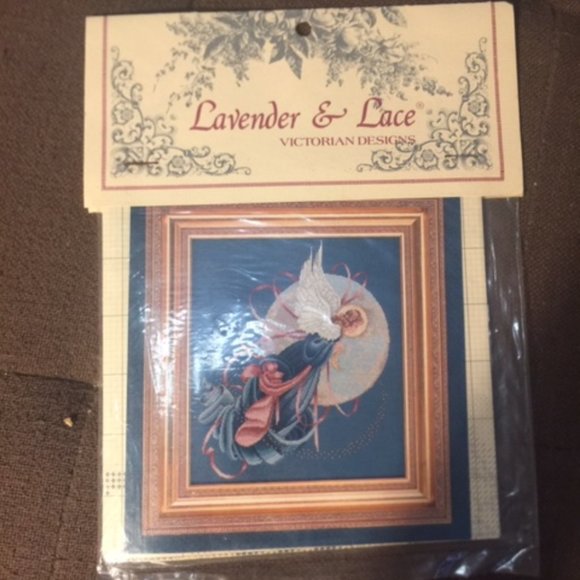 Lavender & Lace®
VICTORIAN DESIGNS